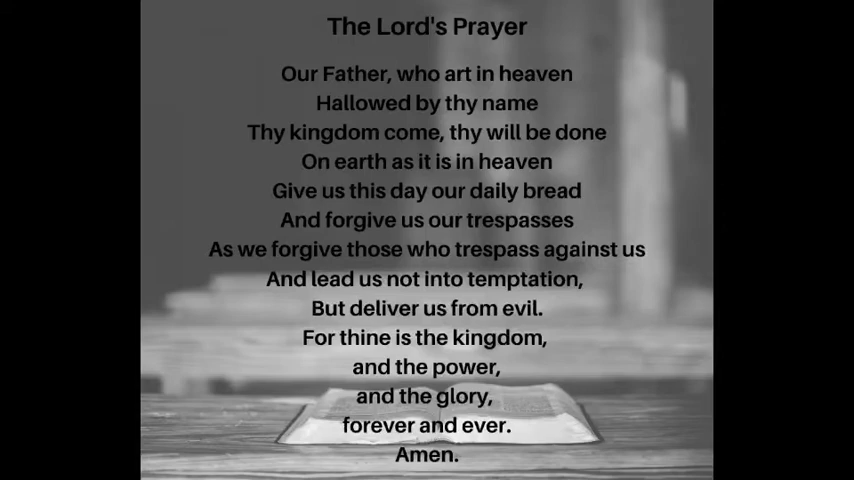 The Lord's Prayer
Our Father, who art in heaven
Hallowed by thy name
Thy kingdom come, thy will be done
On earth as it is in heaven
Give us this day our daily bread
And forgive us our trespasses
As we forgive those who trespass against us
And lead us not into temptation,
But deliver us from evil.
For thine is the kingdom,
and the power,
and the glory,
forever and ever.
Amen.